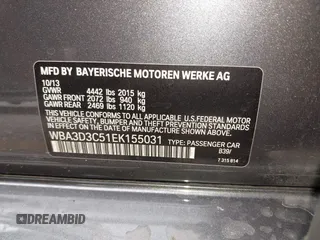 MFD BY BAYERISCHE MOTOREN WERKE AG
10/13
GVWR 4442 lbs 2015 kg
GAWR FRONT 2072 lbs 940 kg
GAWR REAR 2469 lbs 1120 kg
THIS VEHICLE CONFORMS TO ALL APPLICABLE U.S. FEDERAL MOTOR
VEHICLE SAFETY, BUMPER, AND THEFT PREVENTION STANDARDS
IN EFFECT ON THE DATE OF MANUFACTURE SHOWN ABOVE.
WBA3D3C51EK155031 TYPE: PASSENGER CAR
B39/
7 315 914
©DREAMBID